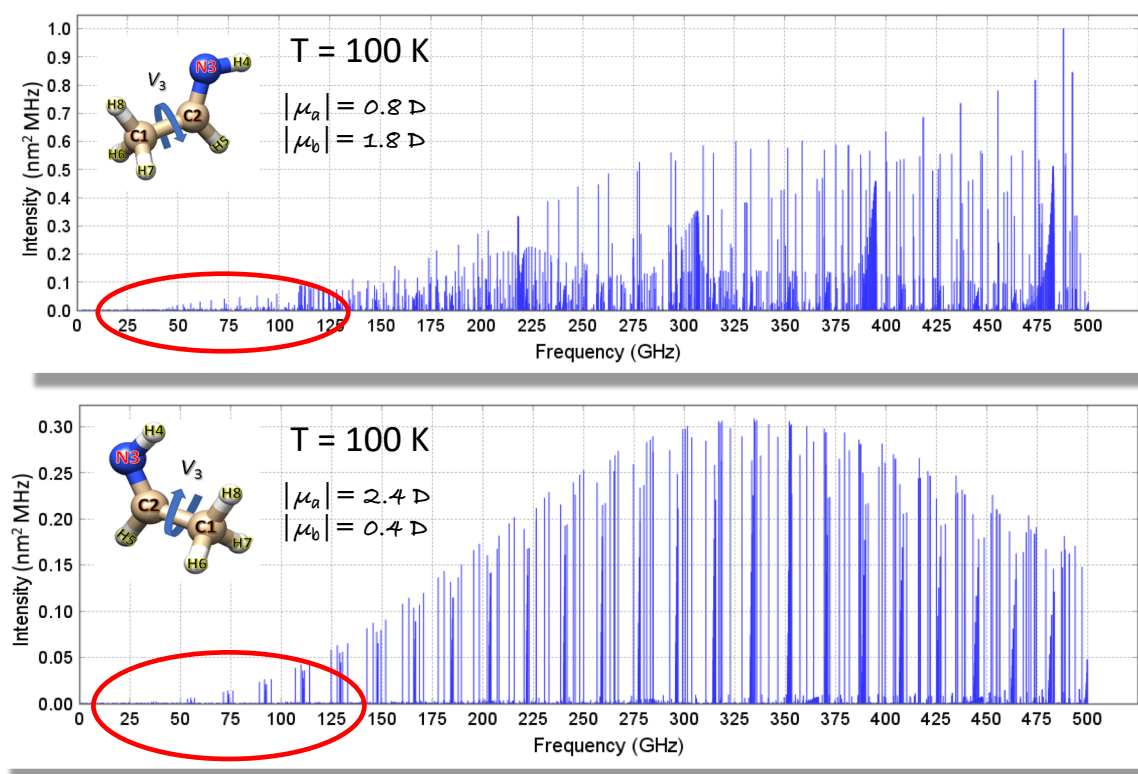 T = 100 K
|μa| = 0.8 D
|μb| = 1.8 D
V3
N3
H4
H8
C2
C1
H5
H6
H7
Intensity (nm² MHz)
1.0
0.9
0.8
0.7
0.6
0.5
0.4
0.3
0.2
0.1
0.0
0 25 50 75 100 125 150 175 200 225 250 275 300 325 350 375 400 425 450 475 500
Frequency (GHz)
T = 100 K
|μa| = 2.4 D
|μb| = 0.4 D
H4
N3
V3
H8
C2
C1
H5
H7
H6
Intensity (nm² MHz)
0.30
0.25
0.20
0.15
0.10
0.05
0.00
0 25 50 75 100 125 150 175 200 225 250 275 300 325 350 375 400 425 450 475 500
Frequency (GHz)